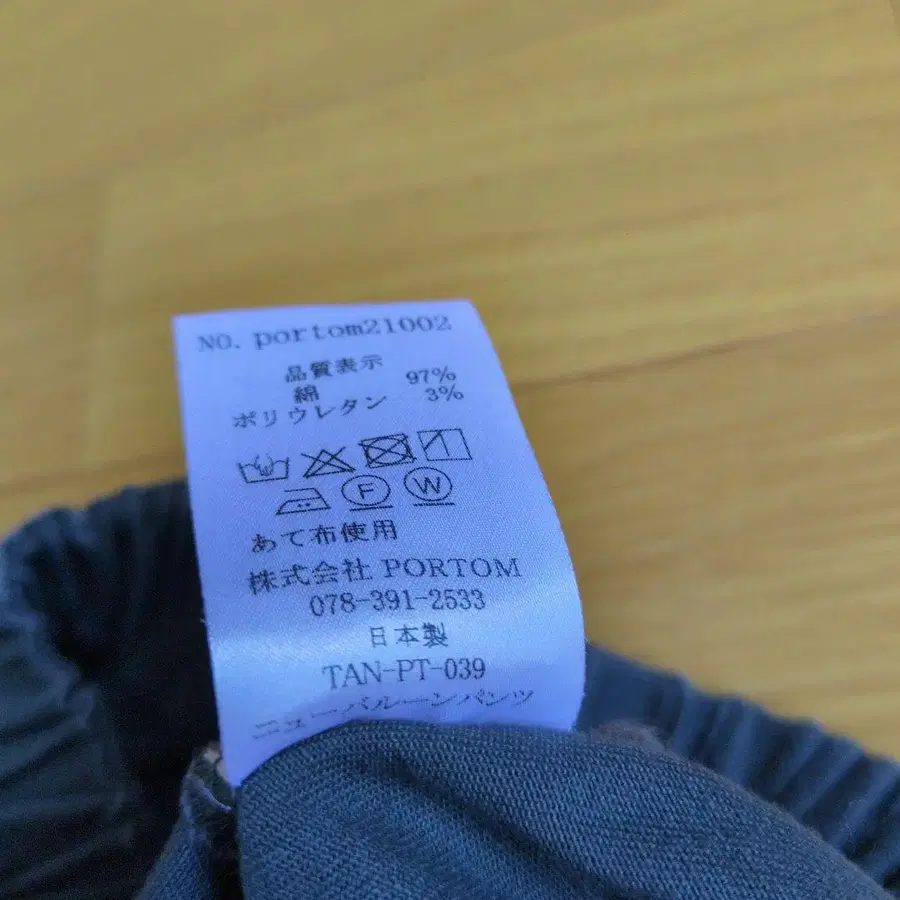 NO. portom21002
品質表示
綿 97%
ポリウレタン 3%
F W
あて布使用
株式会社 PORTOM
078-391-2533
日本製
TAN-PT-039
ニューバルーンパンツ